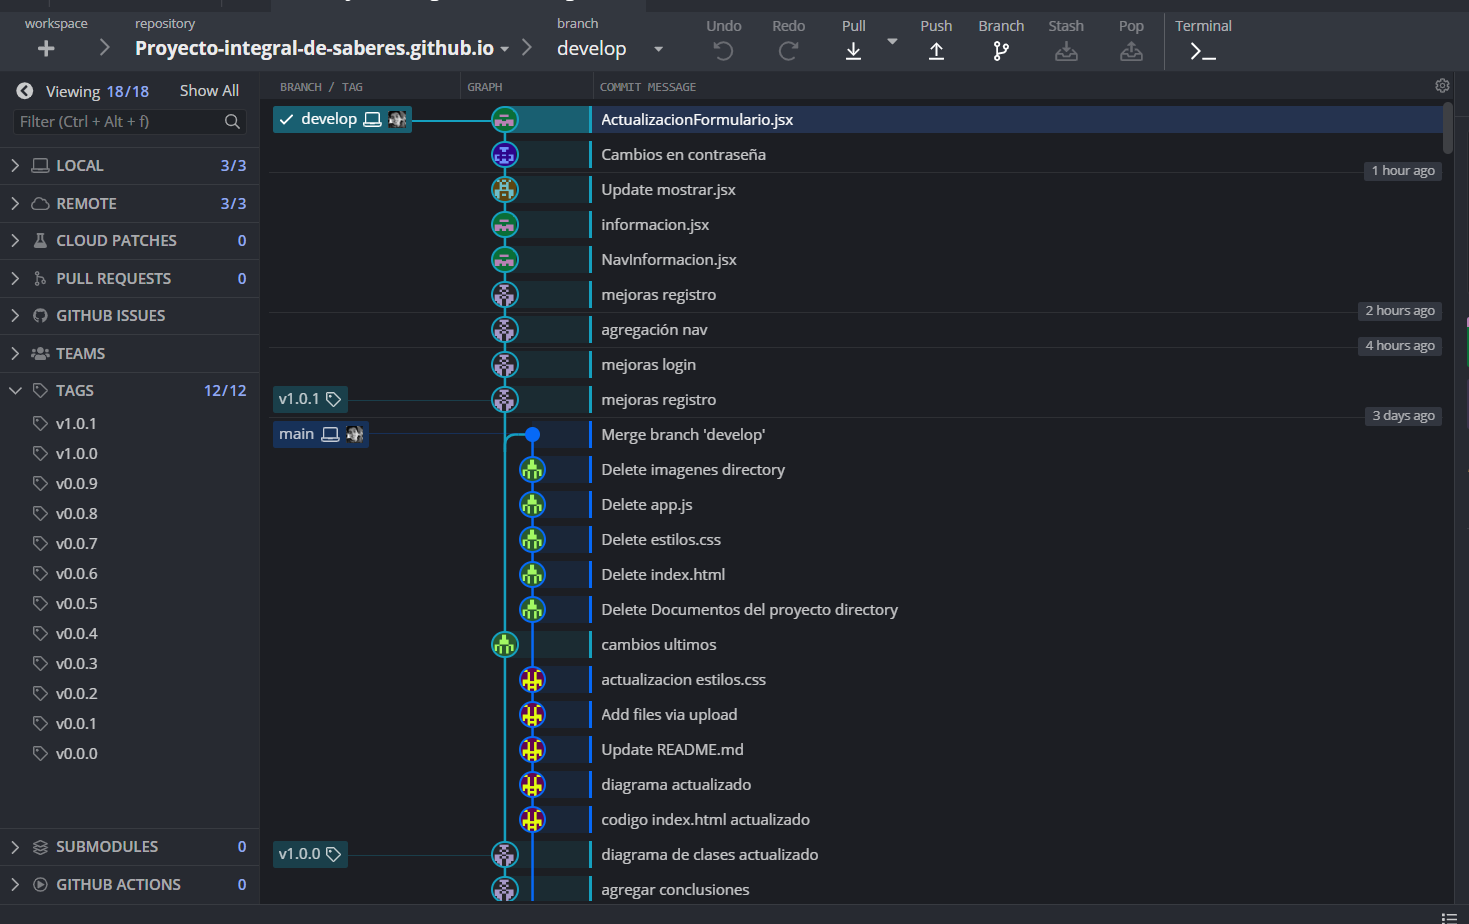 workspace
repository
Proyecto-integral-de-saberes.github.io
branch
develop
Undo
Redo
Pull
Push
Branch
Stash
Pop
Terminal
Viewing 18/18 Show All
Filter (Ctrl + Alt + f)
LOCAL 3/3
REMOTE 3/3
CLOUD PATCHES 0
PULL REQUESTS 0
GITHUB ISSUES
TEAMS
TAGS 12/12
v1.0.1
v1.0.0
v0.0.9
v0.0.8
v0.0.7
v0.0.6
v0.0.5
v0.0.4
v0.0.3
v0.0.2
v0.0.1
v0.0.0
SUBMODULES 0
GITHUB ACTIONS 0
BRANCH / TAG GRAPH COMMIT MESSAGE
develop ActualizacionFormulario.jsx
Cambios en contraseña
1 hour ago
Update mostrar.jsx
informacion.jsx
NavInformacion.jsx
mejoras registro
2 hours ago
agregación nav
4 hours ago
mejoras login
v1.0.1 mejoras registro
3 days ago
main Merge branch 'develop'
Delete imagenes directory
Delete app.js
Delete estilos.css
Delete index.html
Delete Documentos del proyecto directory
cambios ultimos
actualizacion estilos.css
Add files via upload
Update README.md
diagrama actualizado
codigo index.html actualizado
v1.0.0 diagrama de clases actualizado
agregar conclusiones